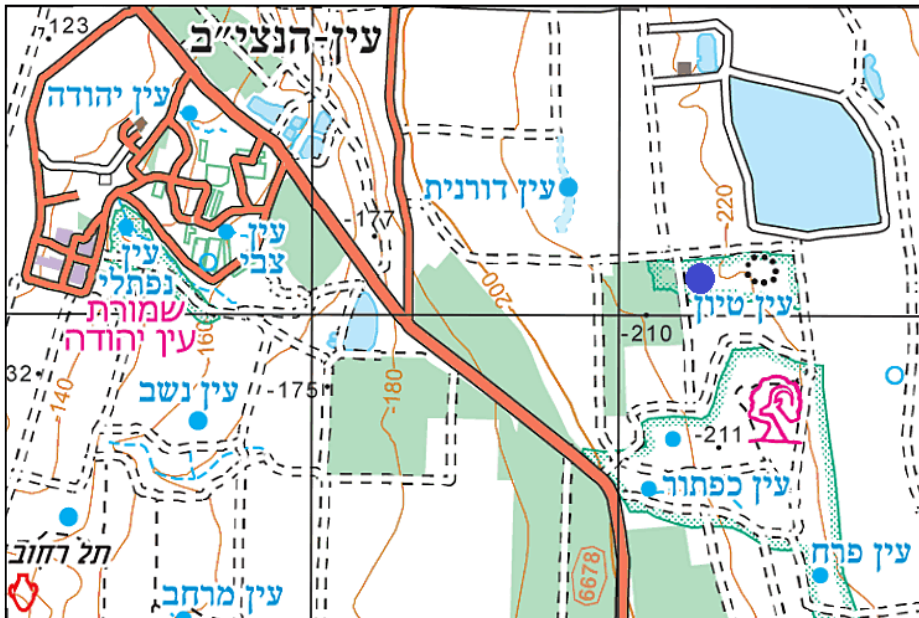 עין-הנצי״ב
123
עין יהודה
עין דורנית
-177
-220
עין-
צבי
עין
נפתלי
שמורת
עין יהודה
160
200
עין-טיון
-210
32
-140
-175
-180
עין נשב
-211
עין כפתור
תל רחוב
עין מרחב
6678
עין פרח